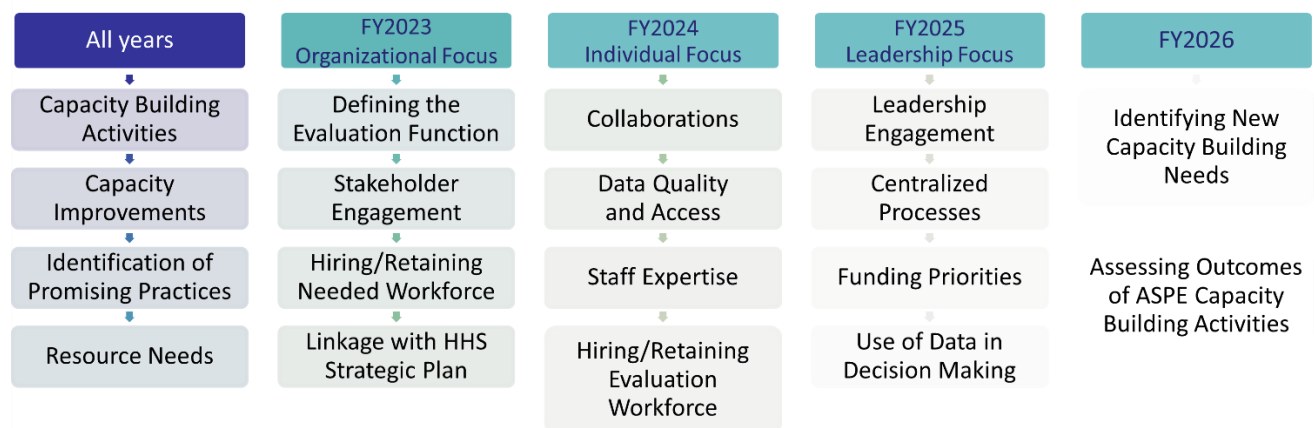 All years
Capacity Building
Activities
Capacity
Improvements
Identification of
Promising Practices
Resource Needs
FY2023
Organizational Focus
Defining the
Evaluation Function
Stakeholder
Engagement
Hiring/Retaining
Needed Workforce
Linkage with HHS
Strategic Plan
FY2024
Individual Focus
Collaborations
Data Quality
and Access
Staff Expertise
Hiring/Retaining
Evaluation
Workforce
FY2025
Leadership Focus
Leadership
Engagement
Centralized
Processes
Funding Priorities
Use of Data in
Decision Making
FY2026
Identifying New
Capacity Building
Needs
Assessing Outcomes
of ASPE Capacity
Building Activities